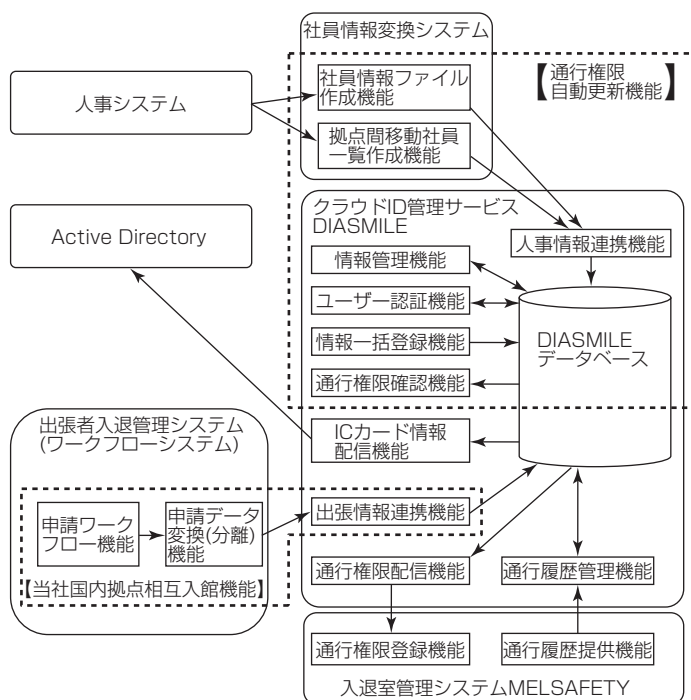 社員情報変換システム
社員情報ファイル
作成機能
【通行権限
自動更新機能】
人事システム
拠点間移動社員
一覧作成機能
クラウドID管理サービス
DIASMILE
Active Directory
人事情報連携機能
情報管理機能
ユーザー認証機能
情報一括登録機能
DIASMILE
データベース
通行権限確認機能
出張者入退管理システム
(ワークフローシステム)
ICカード情報
配信機能
申請ワーク
フロー機能
申請データ
変換(分離)
機能
出張情報連携機能
【当社国内拠点相互入館機能】
通行権限配信機能
通行履歴管理機能
通行権限登録機能
通行履歴提供機能
入退室管理システムMELSAFETY